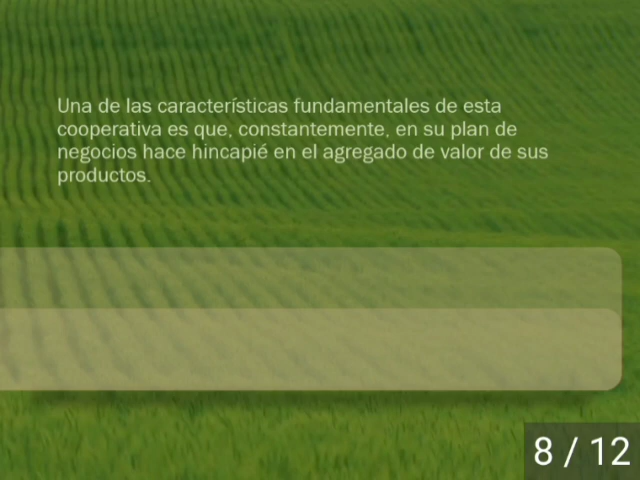 Una de las características fundamentales de esta
cooperativa es que, constantemente, en su plan de
negocios hace hincapié en el agregado de valor de sus
productos.
8 / 12